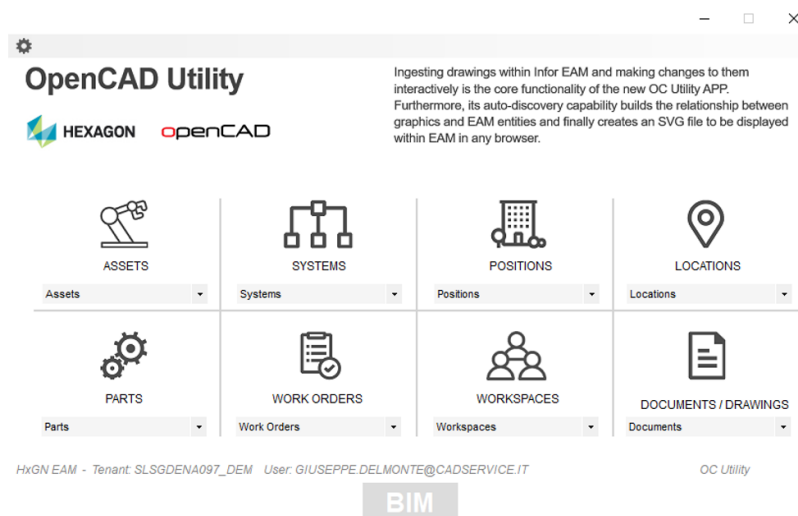 OpenCAD Utility
HEXAGON
openCAD
Ingesting drawings within Infor EAM and making changes to them
interactively is the core functionality of the new OC Utility APP.
Furthermore, its auto-discovery capability builds the relationship between
graphics and EAM entities and finally creates an SVG file to be displayed
within EAM in any browser.
ASSETS
SYSTEMS
POSITIONS
LOCATIONS
Assets
Systems
Positions
Locations
PARTS
WORK ORDERS
WORKSPACES
DOCUMENTS / DRAWINGS
Parts
Work Orders
Workspaces
Documents
HxGN EAM - Tenant: SLSGDENA097_DEM User: GIUSEPPE.DELMONTE@CADSERVICE.IT
OC Utility
BIM